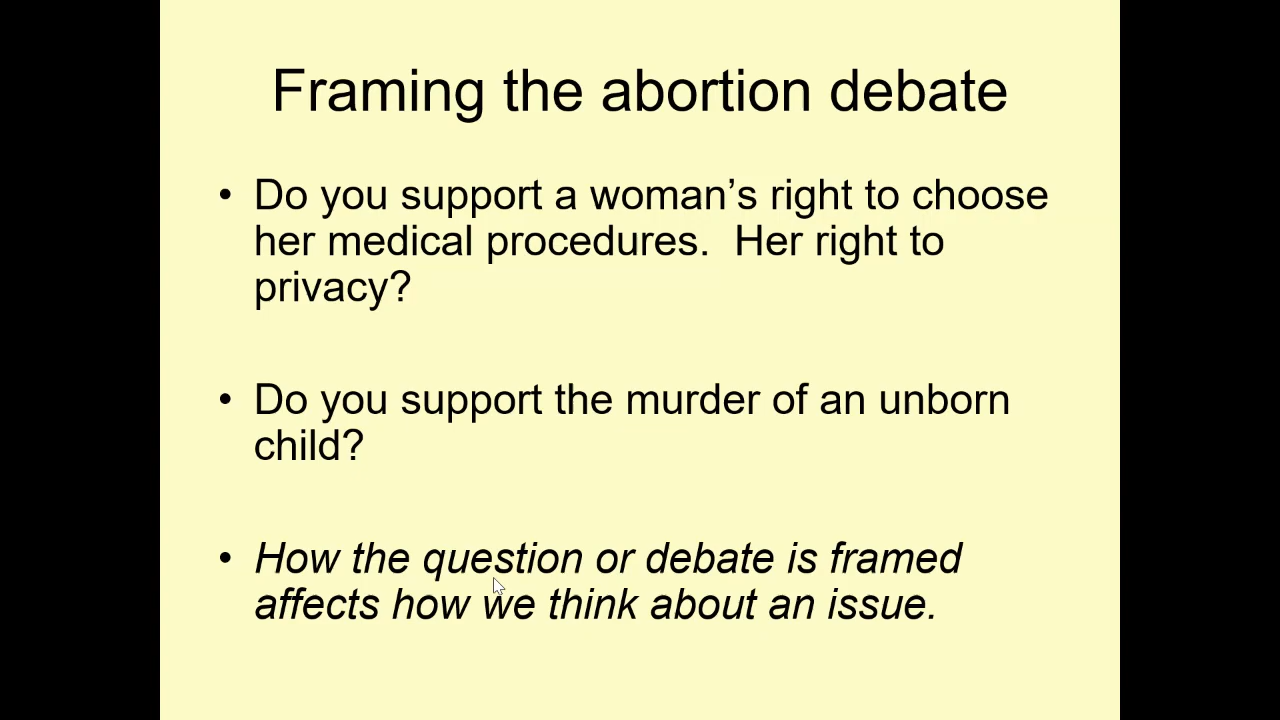 Framing the abortion debate
• Do you support a woman’s right to choose
her medical procedures.  Her right to
privacy?
• Do you support the murder of an unborn
child?
• How the question or debate is framed
affects how we think about an issue.